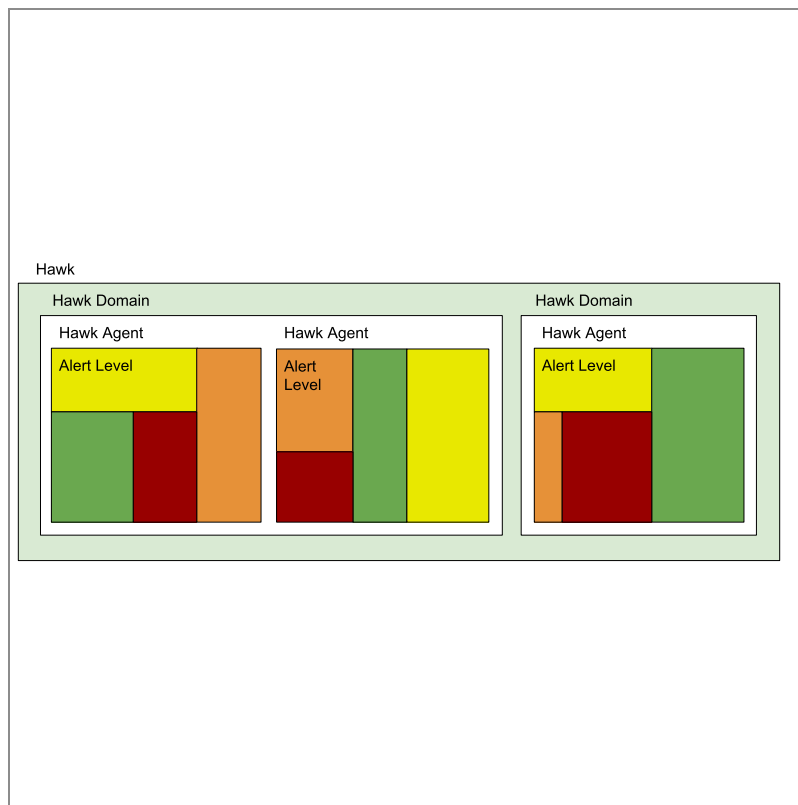 Hawk
Hawk Domain
Hawk Domain
Hawk Agent
Hawk Agent
Hawk Agent
Alert Level
Alert
Level
Alert Level